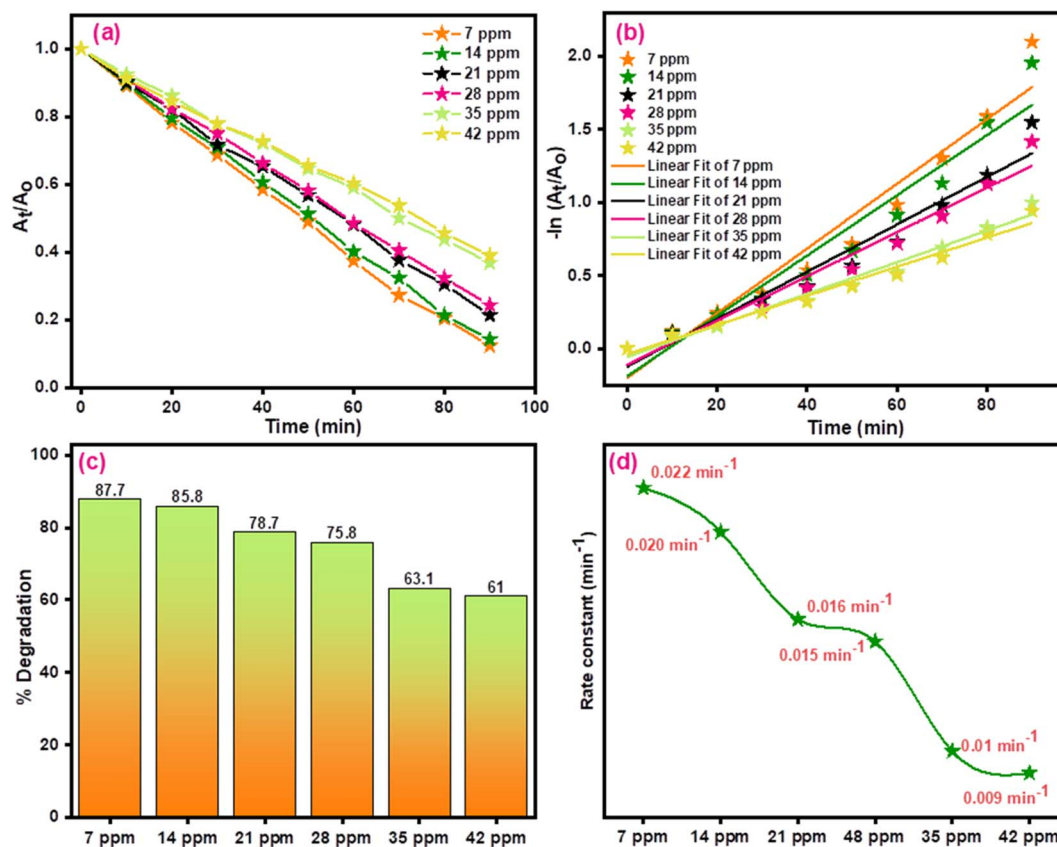 (a)
7 ppm
14 ppm
21 ppm
28 ppm
35 ppm
42 ppm
1.0
0.8
0.6
0.4
0.2
0.0
At/Ao
0 20 40 60 80 100
Time (min)
(b)
7 ppm
14 ppm
21 ppm
28 ppm
35 ppm
42 ppm
Linear Fit of 7 ppm
Linear Fit of 14 ppm
Linear Fit of 21 ppm
Linear Fit of 28 ppm
Linear Fit of 35 ppm
Linear Fit of 42 ppm
2.0
1.5
1.0
0.5
0.0
-ln (At/Ao)
0 20 40 60 80
Time (min)
(c)
100
80
60
40
20
0
% Degradation
87.7
85.8
78.7
75.8
63.1
61
7 ppm 14 ppm 21 ppm 28 ppm 35 ppm 42 ppm
(d)
Rate constant (min-1)
0.022 min-1
0.020 min-1
0.016 min-1
0.015 min-1
0.01 min-1
0.009 min-1
7 ppm 14 ppm 21 ppm 48 ppm 35 ppm 42 ppm